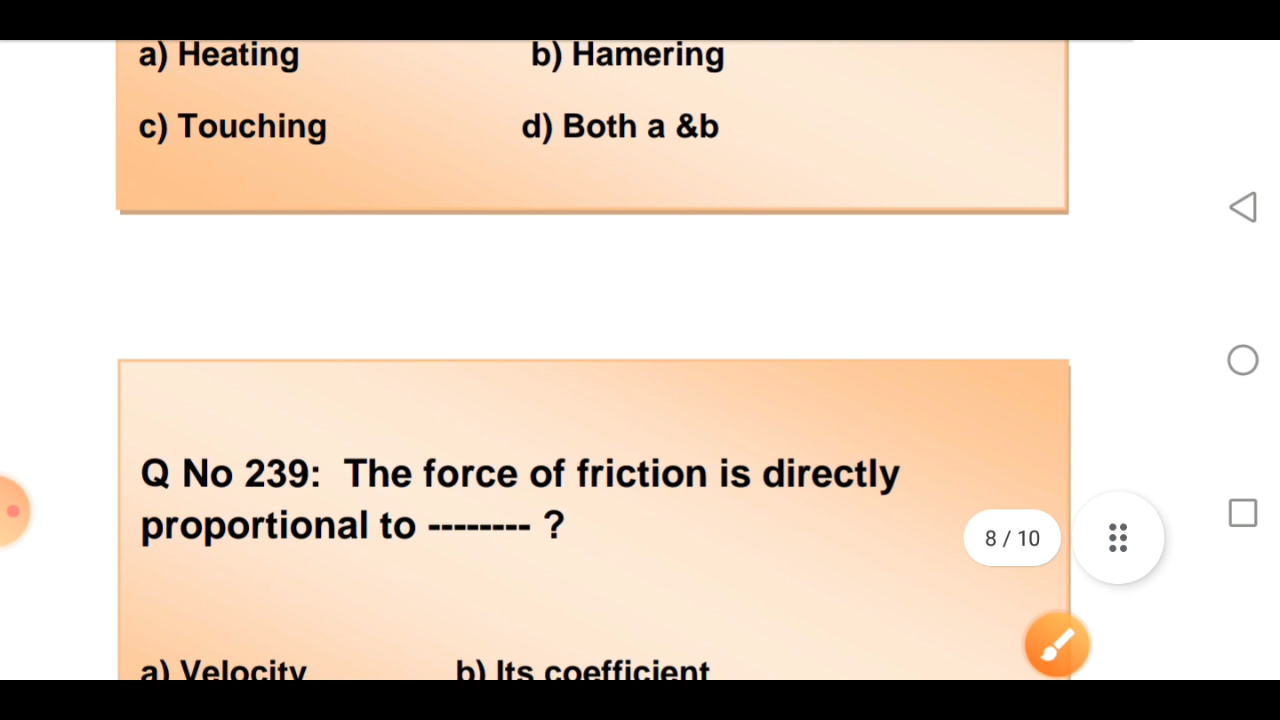 a) Heating b) Hamering
c) Touching d) Both a &b
Q No 239: The force of friction is directly
proportional to -------- ?
8 / 10
a) Velocity b) Its coefficient